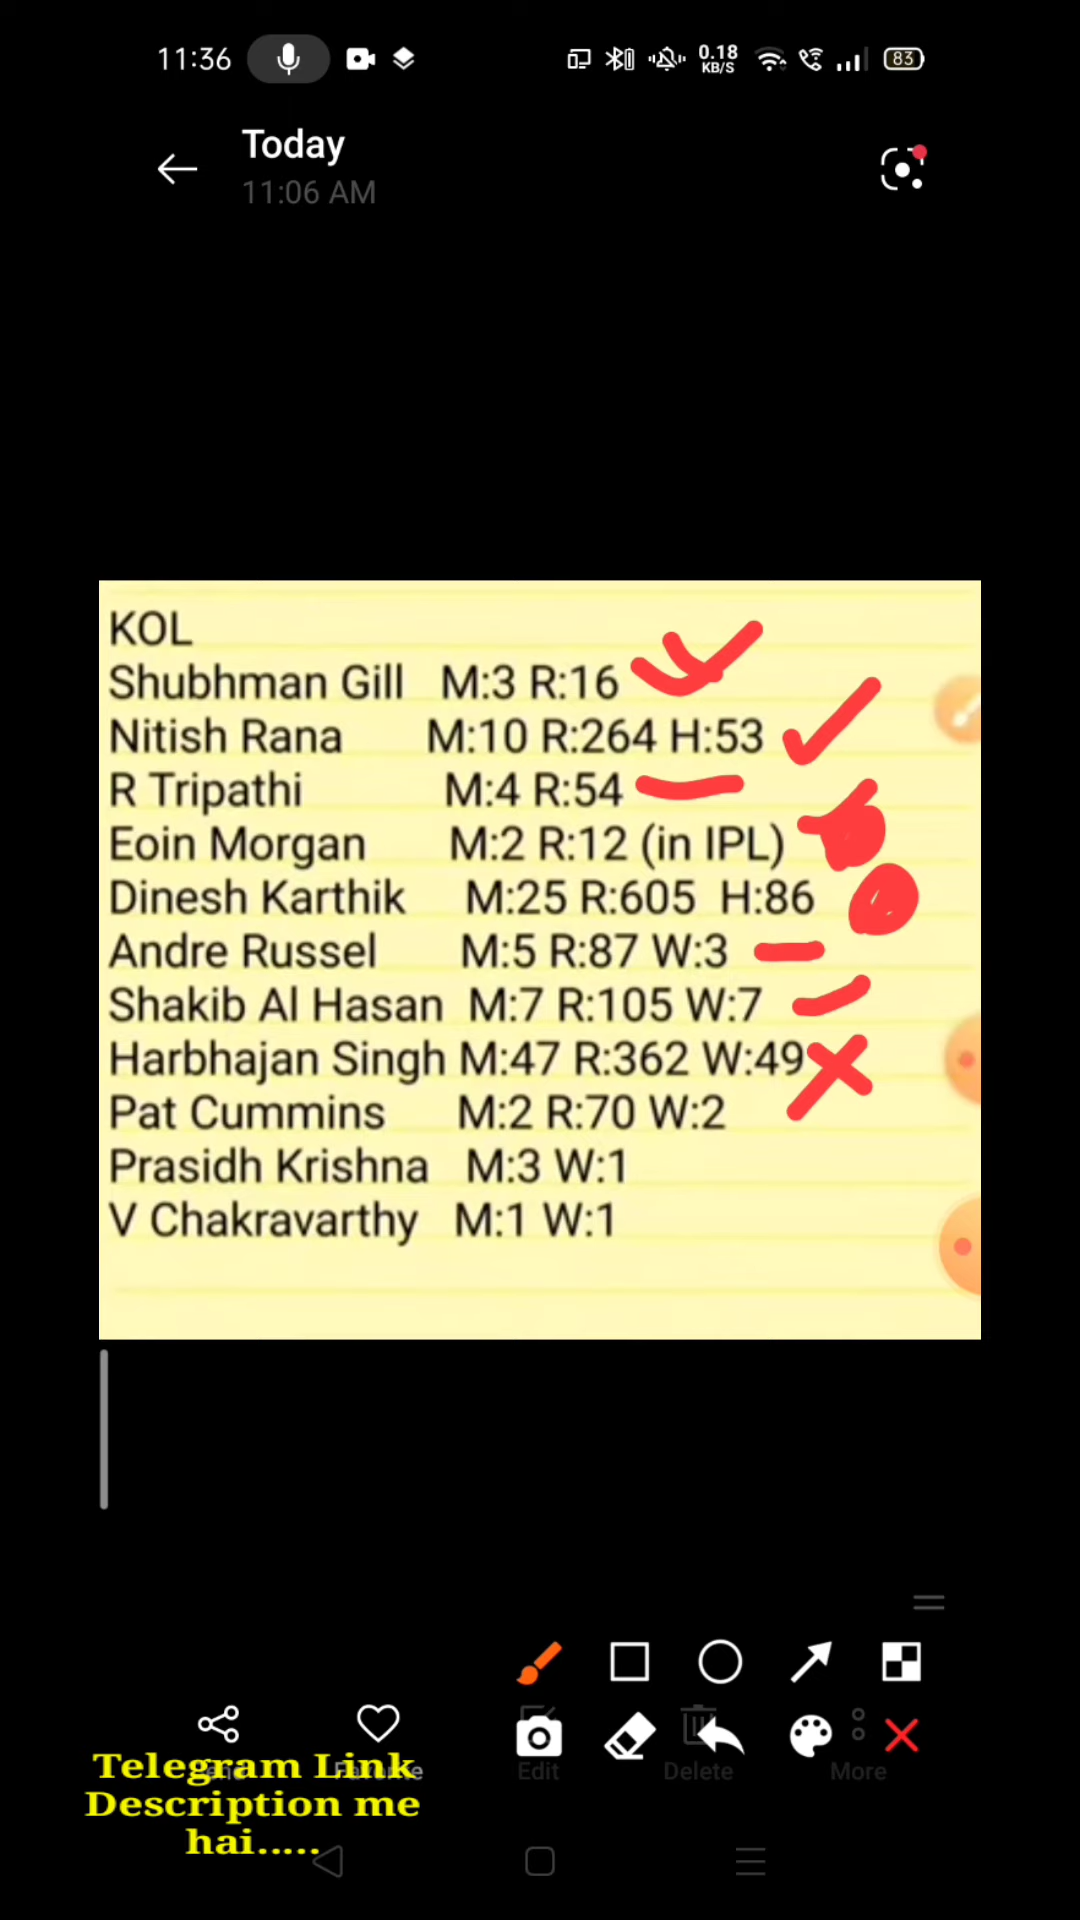 11:36
0.18
KB/S
83
Today
11:06 AM
KOL
Shubhman Gill M:3 R:16
Nitish Rana M:10 R:264 H:53
R Tripathi M:4 R:54
Eoin Morgan M:2 R:12 (in IPL)
Dinesh Karthik M:25 R:605 H:86
Andre Russel M:5 R:87 W:3
Shakib Al Hasan M:7 R:105 W:7
Harbhajan Singh M:47 R:362 W:49
Pat Cummins M:2 R:70 W:2
Prasidh Krishna M:3 W:1
V Chakravarthy M:1 W:1
Edit Delete More
Telegram Link
Description me
hai.....